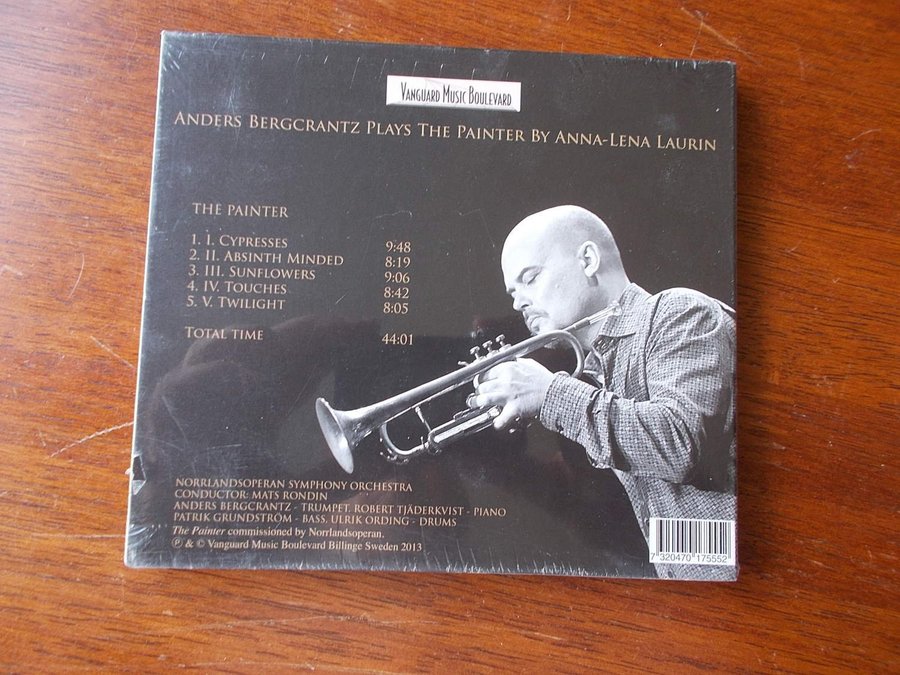 Vanguard Music Boulevard
Anders Bergcrantz Plays The Painter By Anna-Lena Laurin
THE PAINTER
1. I. Cypresses 9:48
2. II. Absinth Minded 8:19
3. III. Sunflowers 9:06
4. IV. Touches 8:42
5. V. Twilight 8:05
Total time 44:01
NORRLANDSOPERAN SYMPHONY ORCHESTRA
CONDUCTOR: MATS RONDIN
ANDERS BERGCRANTZ - TRUMPET, ROBERT TJÄDERKVIST - PIANO
PATRIK GRUNDSTRÖM - BASS, ULRIK ORDING - DRUMS
The Painter commissioned by Norrlandsoperan.
℗ & © Vanguard Music Boulevard Billinge Sweden 2013
7 320470 175552